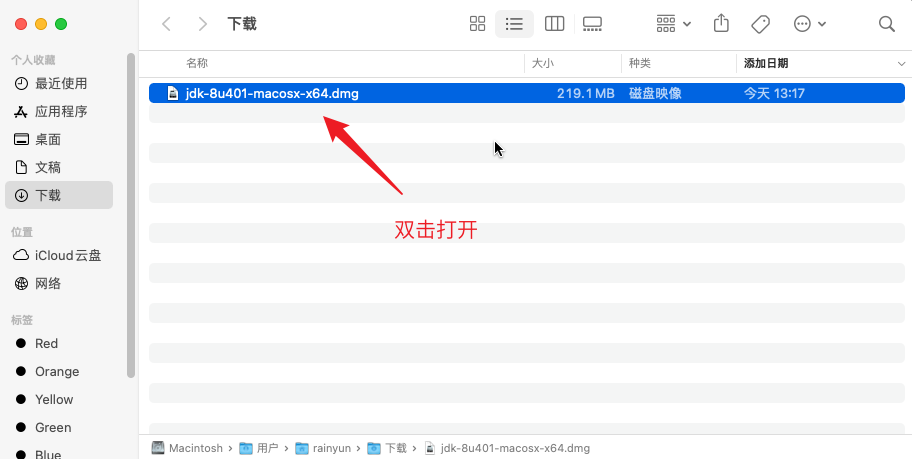 下载
个人收藏
最近使用
应用程序
桌面
文稿
下载
位置
iCloud云盘
网络
标签
Red
Orange
Yellow
Green
Blue
名称 大小 种类 添加日期
jdk-8u401-macosx-x64.dmg 219.1 MB 磁盘映像 今天 13:17
双击打开
Macintosh › 用户 › rainyun › 下载 › jdk-8u401-macosx-x64.dmg